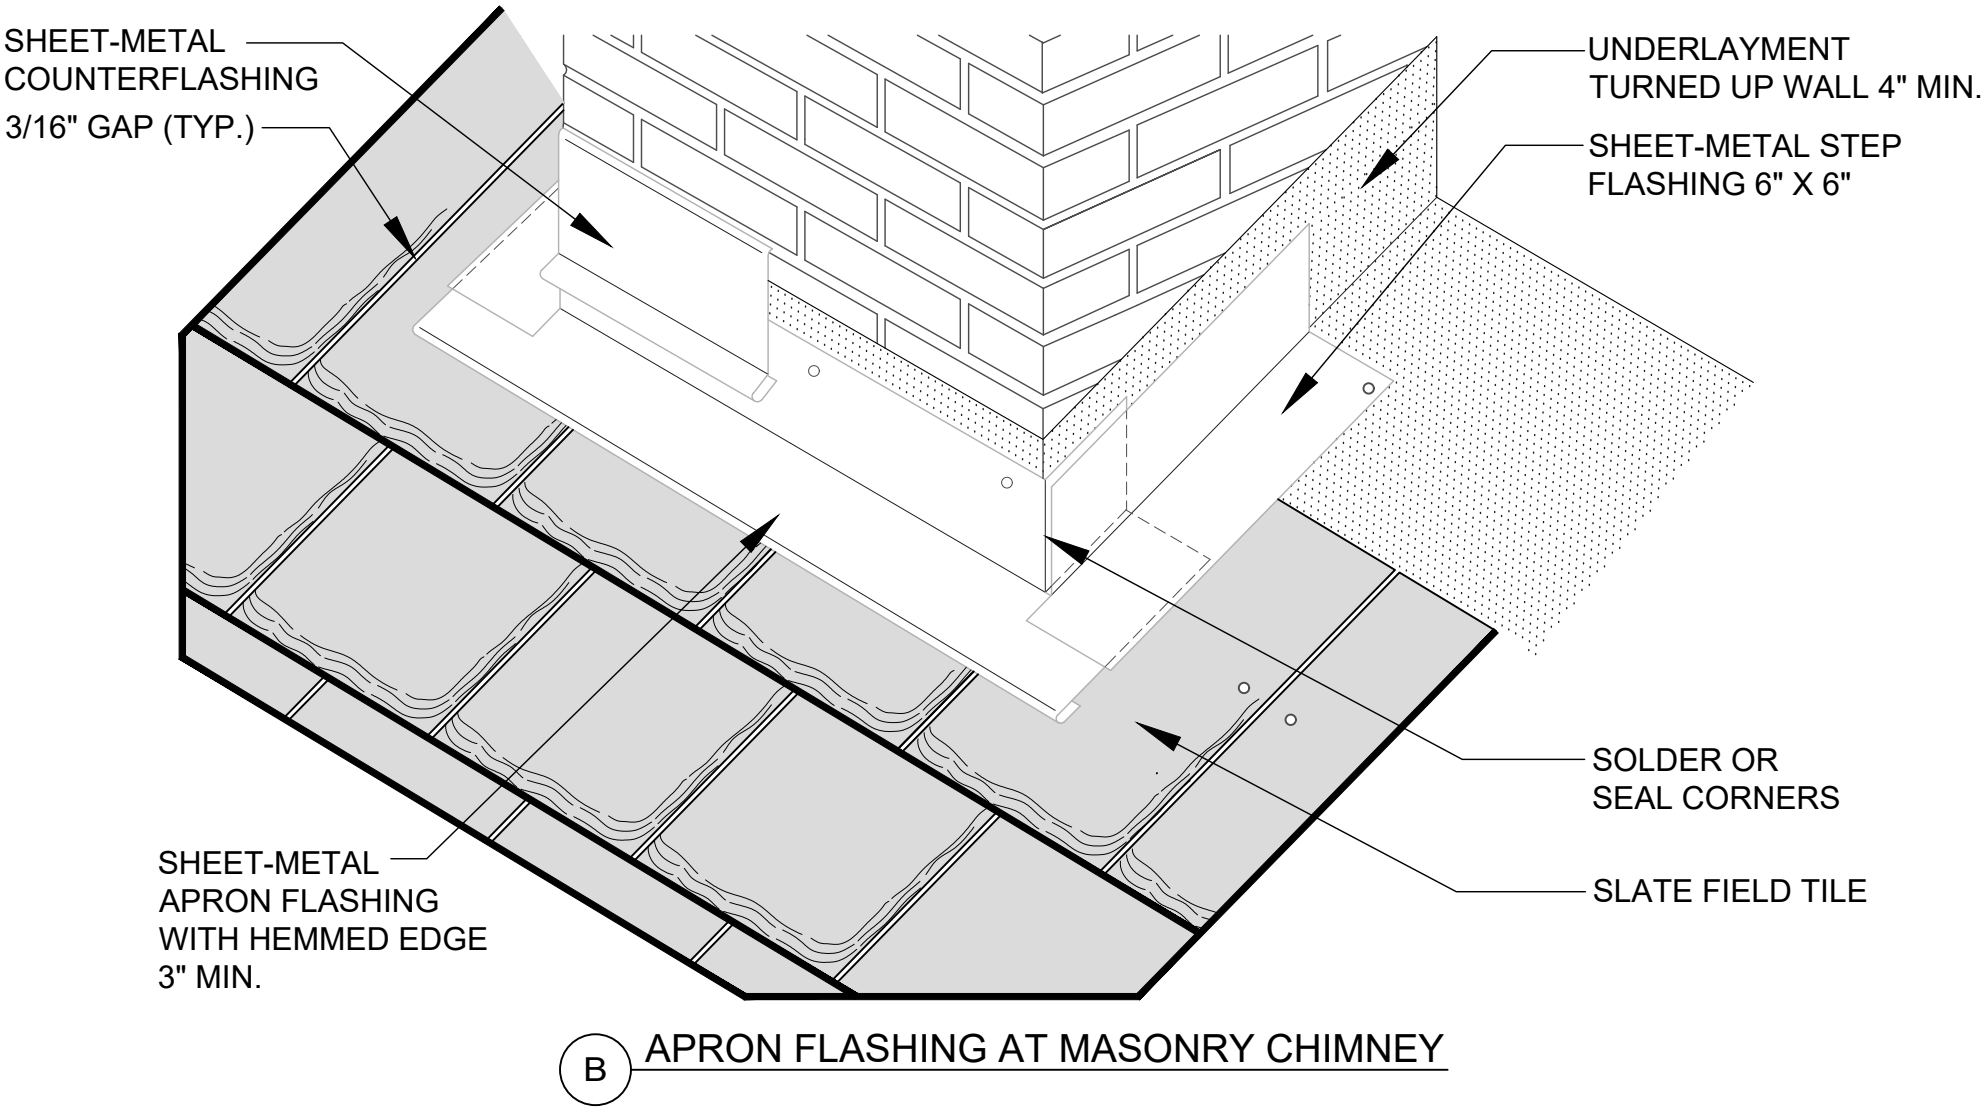 SHEET-METAL
COUNTERFLASHING
3/16" GAP (TYP.)
UNDERLAYMENT
TURNED UP WALL 4" MIN.
SHEET-METAL STEP
FLASHING 6" X 6"
SOLDER OR
SEAL CORNERS
SLATE FIELD TILE
SHEET-METAL
APRON FLASHING
WITH HEMMED EDGE
3" MIN.
B APRON FLASHING AT MASONRY CHIMNEY